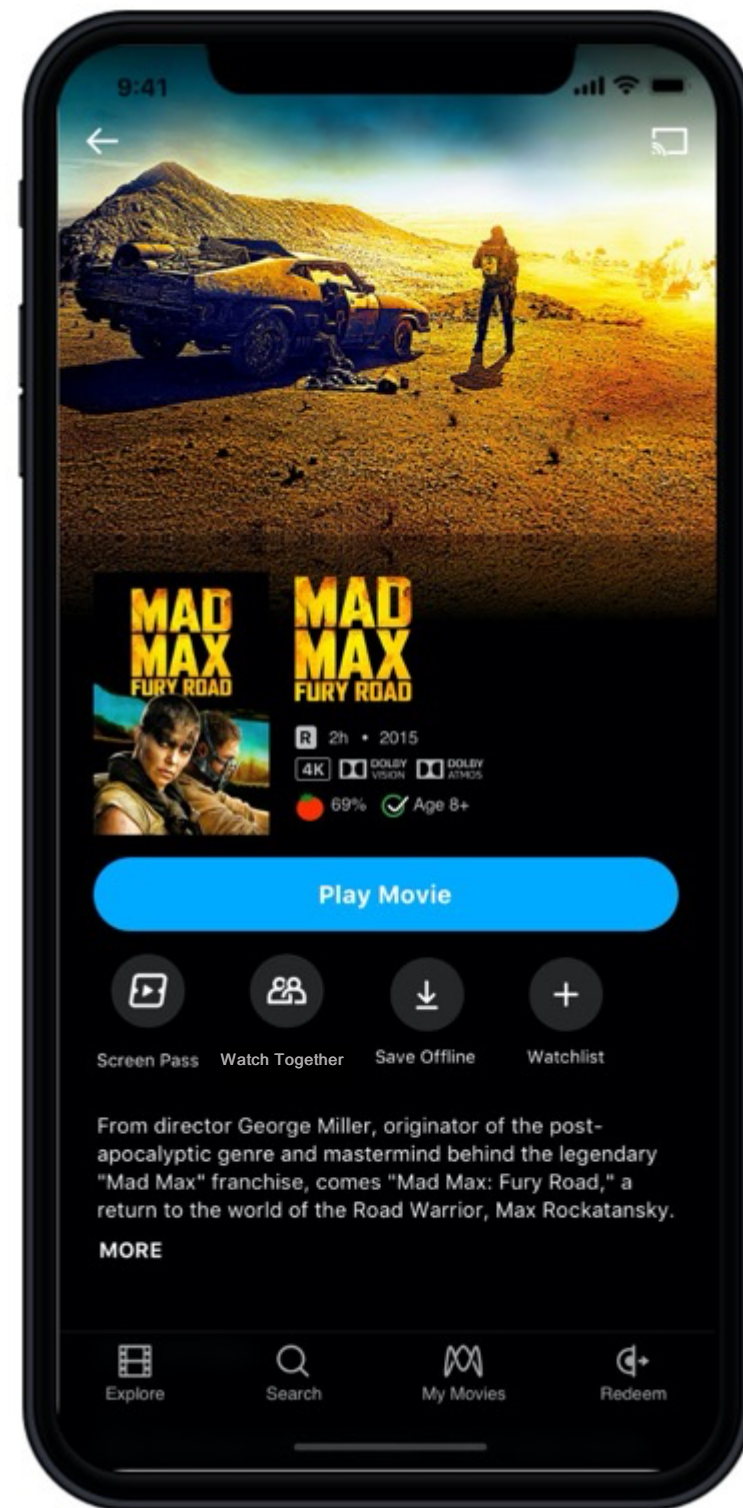 9:41
MAD
MAX
FURY ROAD
MAD
MAX
FURY ROAD
R 2h • 2015
4K DOLBY VISION DOLBY ATMOS
69% Age 8+
Play Movie
Screen Pass Watch Together Save Offline Watchlist
From director George Miller, originator of the post-
apocalyptic genre and mastermind behind the legendary
"Mad Max" franchise, comes "Mad Max: Fury Road," a
return to the world of the Road Warrior, Max Rockatansky.
MORE
Explore Search My Movies Redeem